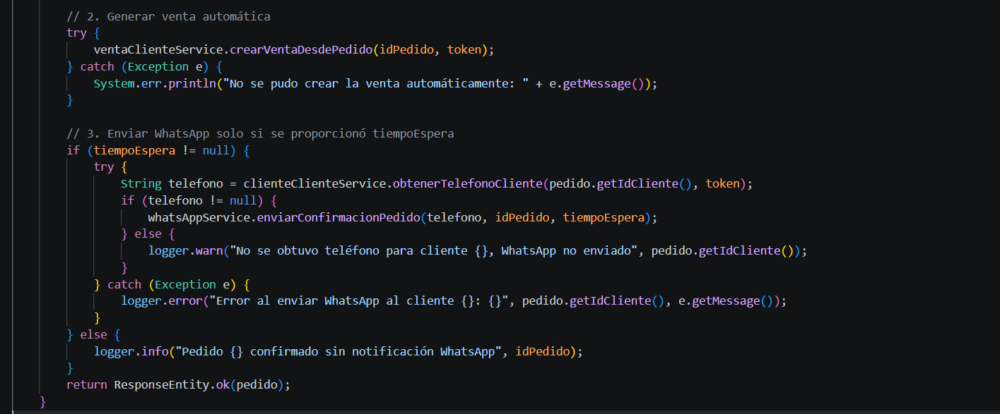 // 2. Generar venta automática
try {
ventaClienteService.crearVentaDesdePedido(idPedido, token);
} catch (Exception e) {
System.err.println("No se pudo crear la venta automáticamente: " + e.getMessage());
}
// 3. Enviar WhatsApp solo si se proporcionó tiempoEspera
if (tiempoEspera != null) {
try {
String telefono = clienteClienteService.obtenerTelefonoCliente(pedido.getIdCliente(), token);
if (telefono != null) {
whatsAppService.enviarConfirmacionPedido(telefono, idPedido, tiempoEspera);
} else {
logger.warn("No se obtuvo teléfono para cliente {}, WhatsApp no enviado", pedido.getIdCliente());
}
} catch (Exception e) {
logger.error("Error al enviar WhatsApp al cliente {}: {}", pedido.getIdCliente(), e.getMessage());
}
} else {
logger.info("Pedido {} confirmado sin notificación WhatsApp", idPedido);
}
return ResponseEntity.ok(pedido);
}